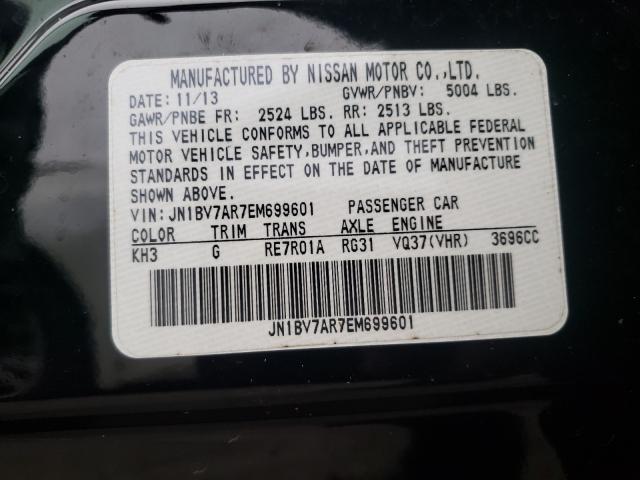 MANUFACTURED BY NISSAN MOTOR CO.,LTD.
DATE: 11/13 GVWR/PNBV: 5004 LBS.
GAWR/PNBE FR: 2524 LBS. RR: 2513 LBS.
THIS VEHICLE CONFORMS TO ALL APPLICABLE FEDERAL
MOTOR VEHICLE SAFETY,BUMPER,AND THEFT PREVENTION
STANDARDS IN EFFECT ON THE DATE OF MANUFACTURE
SHOWN ABOVE.
VIN: JN1BV7AR7EM699601 PASSENGER CAR
COLOR TRIM TRANS AXLE ENGINE
KH3 G RE7R01A RG31 VQ37(VHR) 3696CC
JN1BV7AR7EM699601